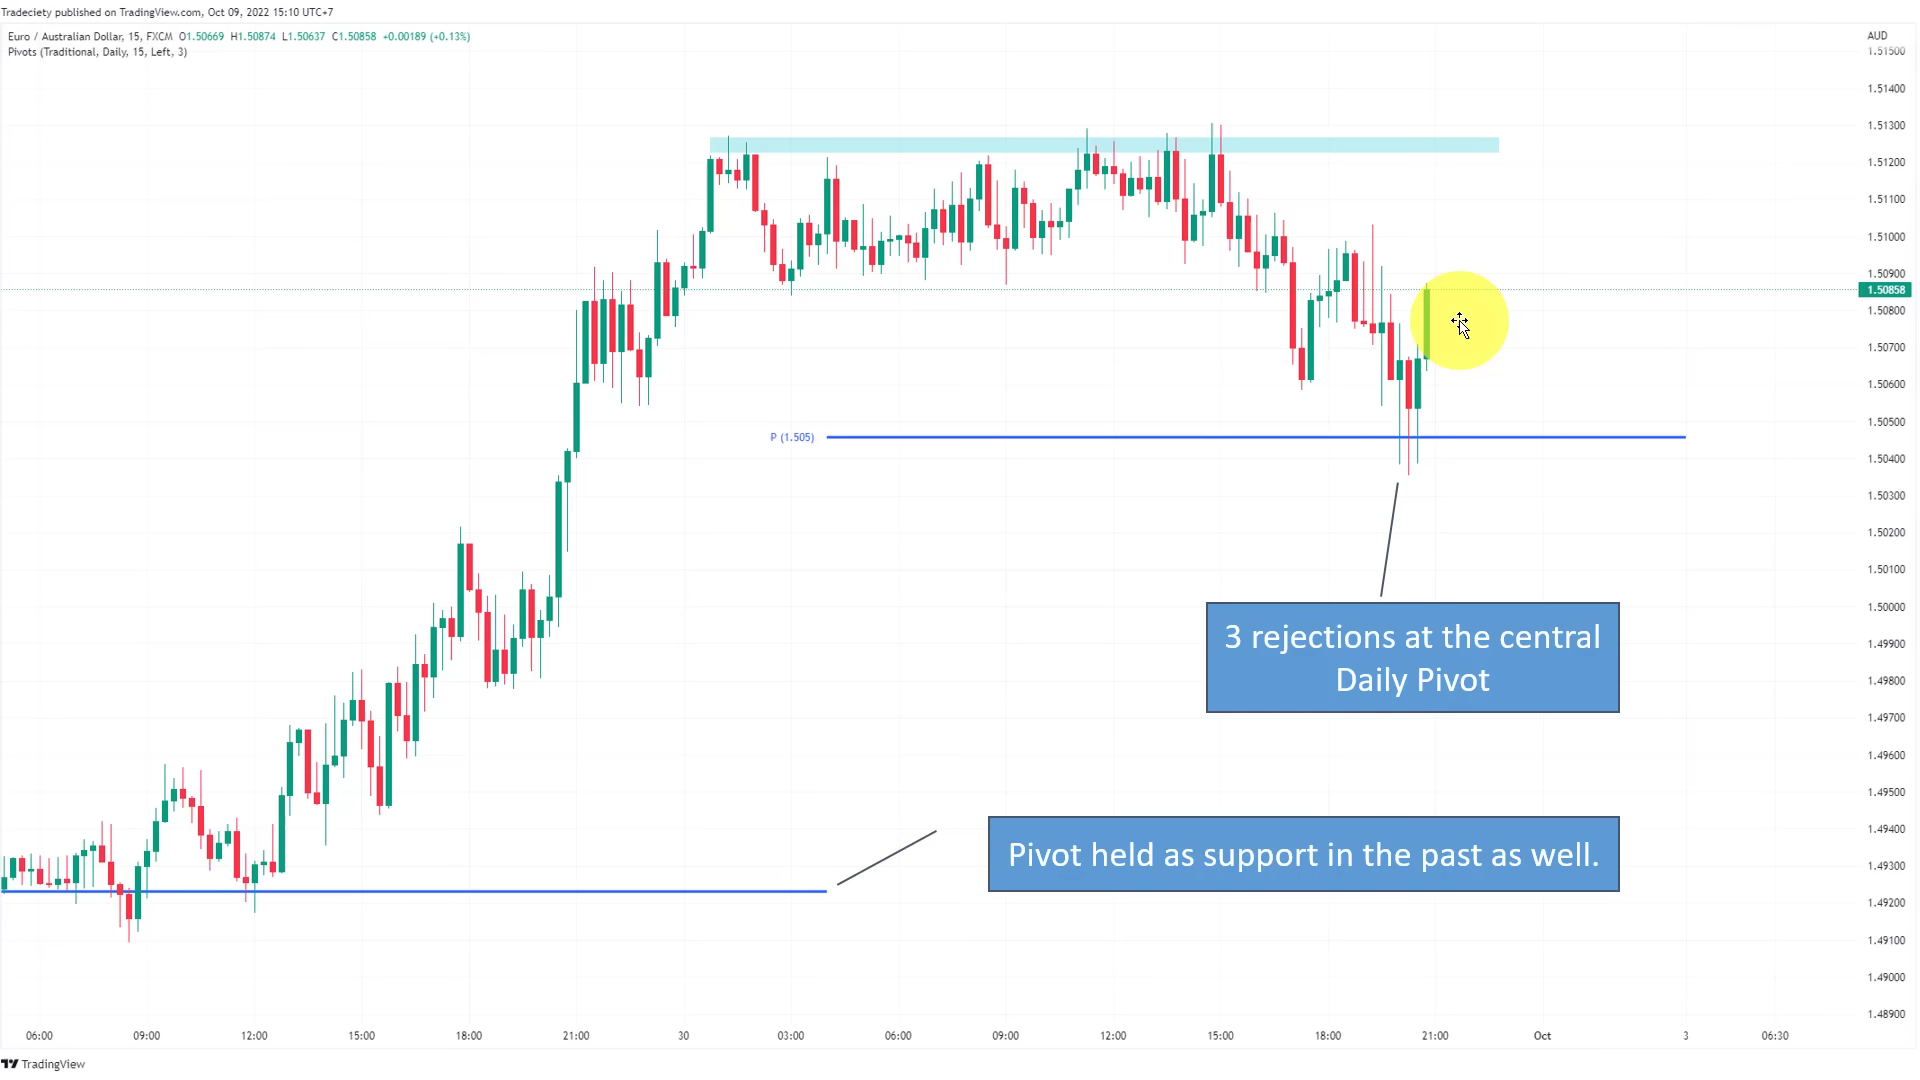 Tradeciety published on TradingView.com, Oct 09, 2022 15:10 UTC+7
Euro / Australian Dollar, 15, FXCM O1.50669 H1.50874 L1.50637 C1.50858 +0.00189 (+0.13%)
Pivots (Traditional, Daily, 15, Left, 3)
AUD
1.51500
1.51400
1.51300
1.51200
1.51100
1.51000
1.50900
1.50858
1.50800
1.50700
1.50600
1.50500
P (1.505)
1.50400
1.50300
1.50200
1.50100
1.50000
1.49900
3 rejections at the central
Daily Pivot
1.49800
1.49700
1.49600
1.49500
1.49400
Pivot held as support in the past as well.
1.49300
1.49200
1.49100
1.49000
1.48900
06:00 09:00 12:00 15:00 18:00 21:00 30 03:00 06:00 09:00 12:00 15:00 18:00 21:00 Oct 3 06:30
TradingView